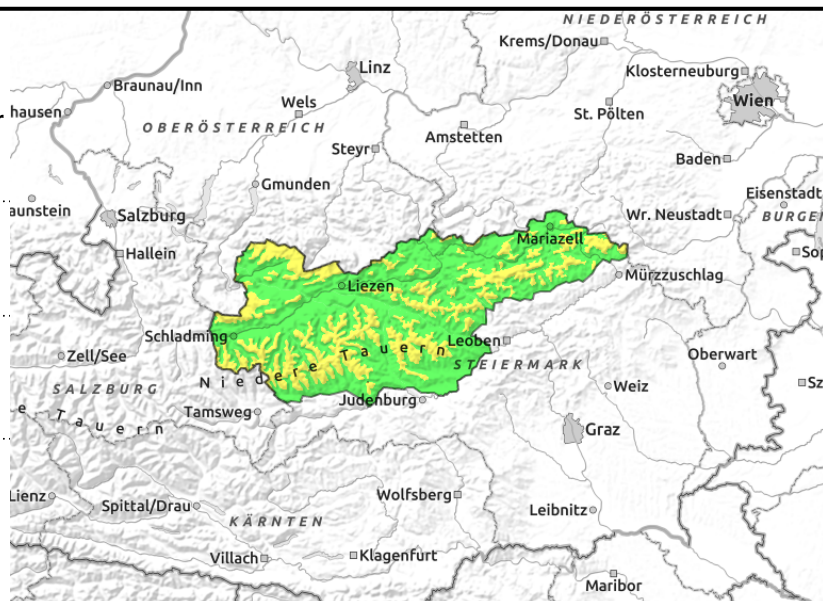 NIEDERÖSTERREICH
Krems/Donau
Linz
Klosterneuburg
Braunau/Inn
Wels
Wien
hausen
St. Pölten
OBERÖSTERREICH
Amstetten
Steyr
Baden
Gmunden
Eisenstadt
aunstein
Salzburg
Wr. Neustadt
BURGEN
Mariazell
Hallein
Sop
Mürzzuschlag
Liezen
Schladming
Leoben
Zell/See
Niedere Tauern
STEIERMARK
Oberwart
SALZBURG
Weiz
Sz
Tamsweg
Judenburg
e Tauern
Graz
Lienz
Wolfsberg
Spittal/Drau
Leibnitz
KÄRNTEN
Villach
Klagenfurt
Maribor